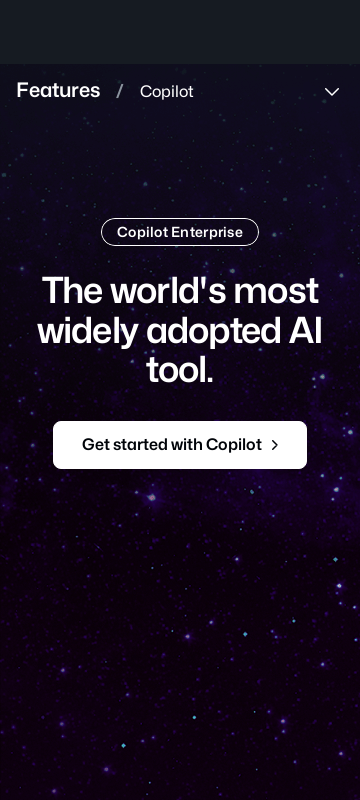 Features / Copilot
Copilot Enterprise
The world's most
widely adopted AI
tool.
Get started with Copilot